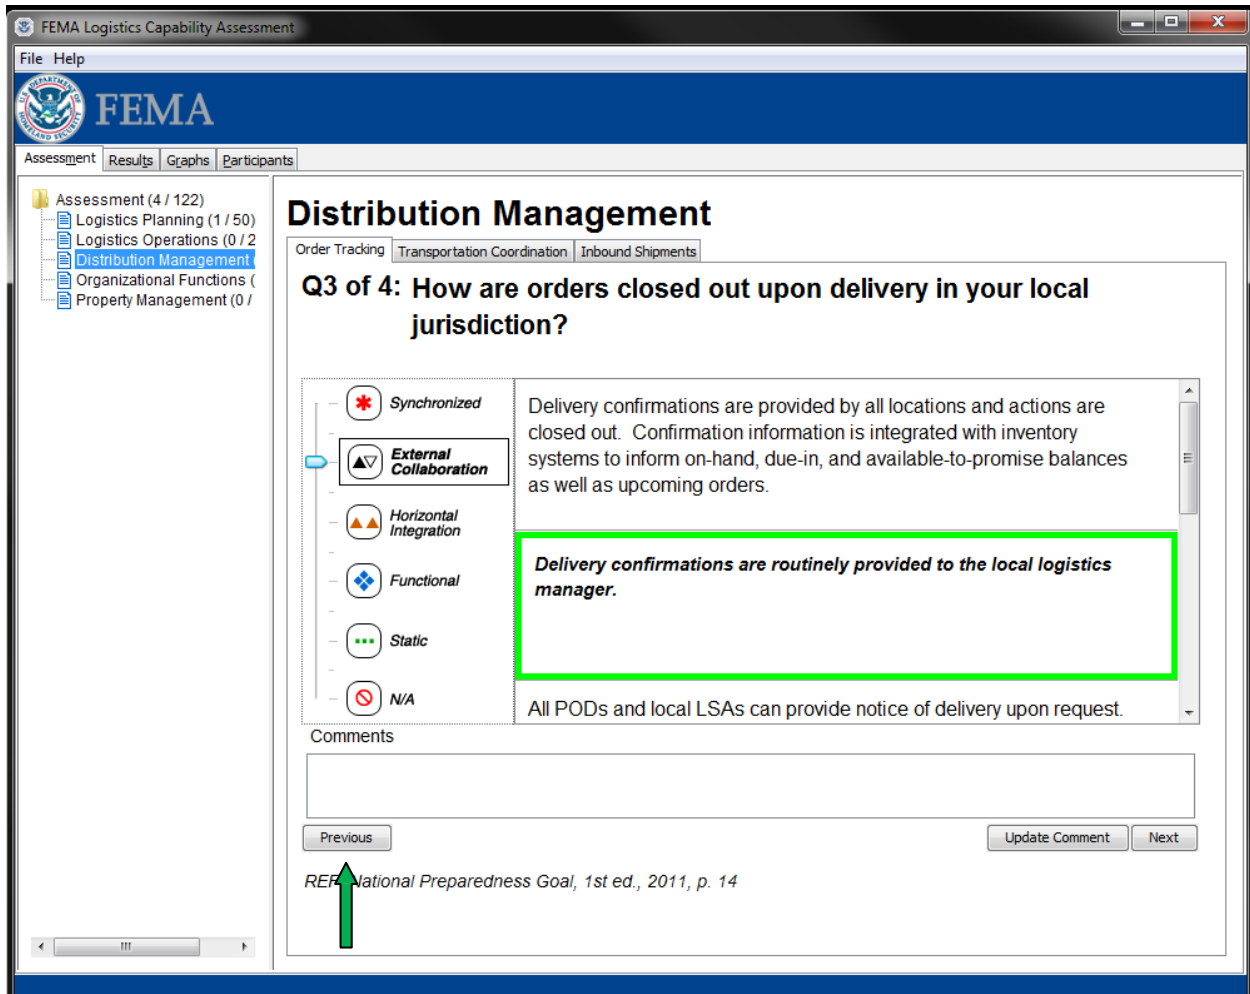 FEMA Logistics Capability Assessment
File Help
U.S. DEPARTMENT OF HOMELAND SECURITY
FEMA
Assessment Results Graphs Participants
Assessment (4 / 122)
Logistics Planning (1 / 50)
Logistics Operations (0 / 2
Distribution Management (
Organizational Functions (
Property Management (0 /
Distribution Management
Order Tracking Transportation Coordination Inbound Shipments
Q3 of 4: How are orders closed out upon delivery in your local
jurisdiction?
Synchronized
External
Collaboration
Horizontal
Integration
Functional
Static
N/A
Delivery confirmations are provided by all locations and actions are
closed out. Confirmation information is integrated with inventory
systems to inform on-hand, due-in, and available-to-promise balances
as well as upcoming orders.
Delivery confirmations are routinely provided to the local logistics
manager.
All PODs and local LSAs can provide notice of delivery upon request.
Comments
Previous Update Comment Next
National Preparedness Goal, 1st ed., 2011, p. 14